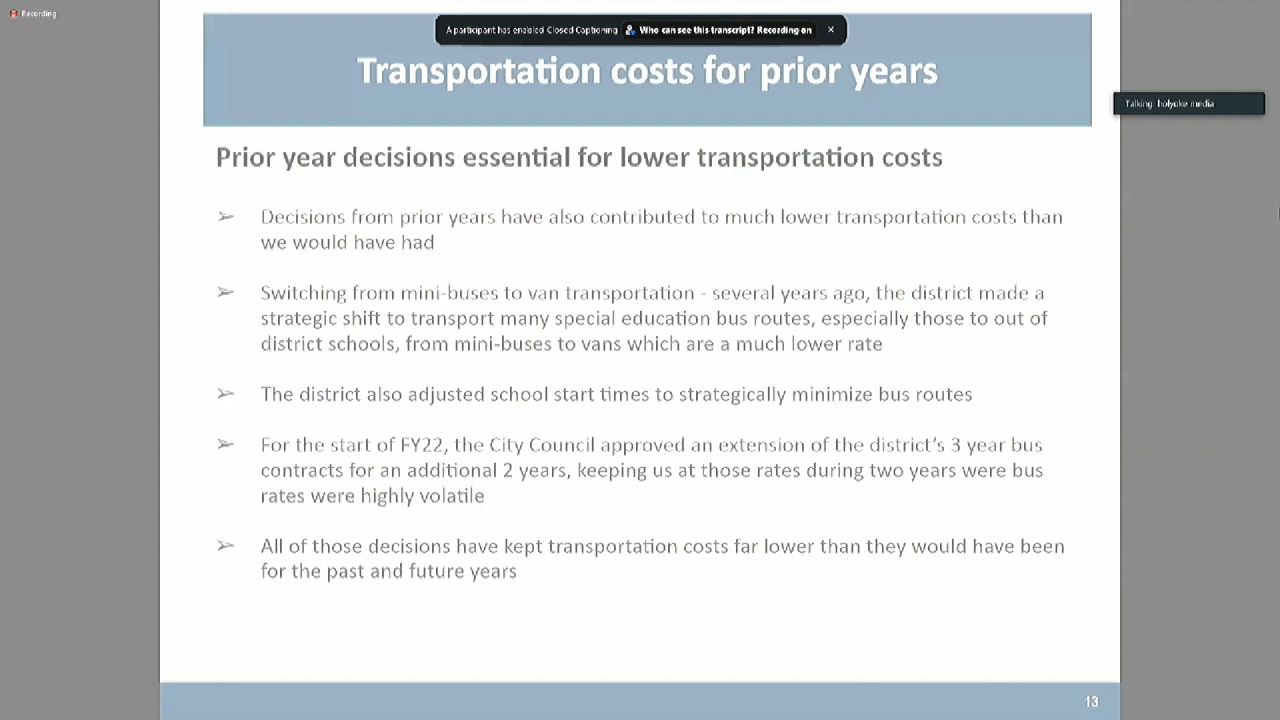 Recording
A participant has enabled Closed Captioning Who can see this transcript? Recording on ×
Transportation costs for prior years
Talking: holyoke media
Prior year decisions essential for lower transportation costs
➢ Decisions from prior years have also contributed to much lower transportation costs than
we would have had
➢ Switching from mini-buses to van transportation - several years ago, the district made a
strategic shift to transport many special education bus routes, especially those to out of
district schools, from mini-buses to vans which are a much lower rate
➢ The district also adjusted school start times to strategically minimize bus routes
➢ For the start of FY22, the City Council approved an extension of the district's 3 year bus
contracts for an additional 2 years, keeping us at those rates during two years were bus
rates were highly volatile
➢ All of those decisions have kept transportation costs far lower than they would have been
for the past and future years
13